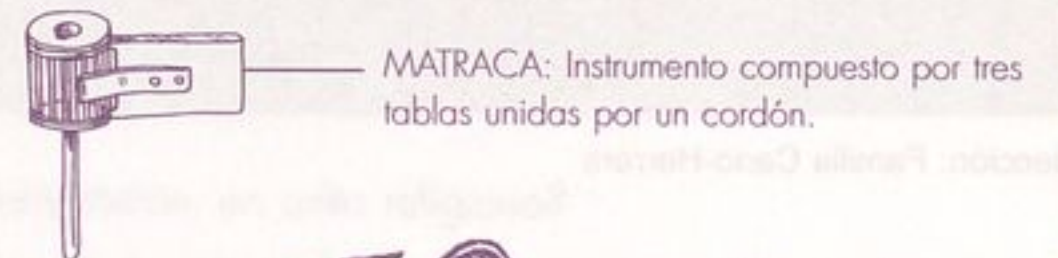 MATRACA: Instrumento compuesto por tres
tablas unidas por un cordón.